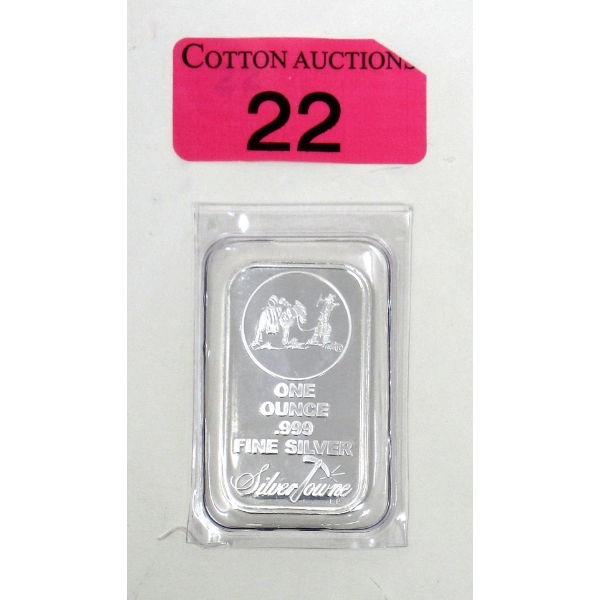 COTTON AUCTIONS
22
ONE
OUNCE
.999
FINE SILVER
SilverTowne